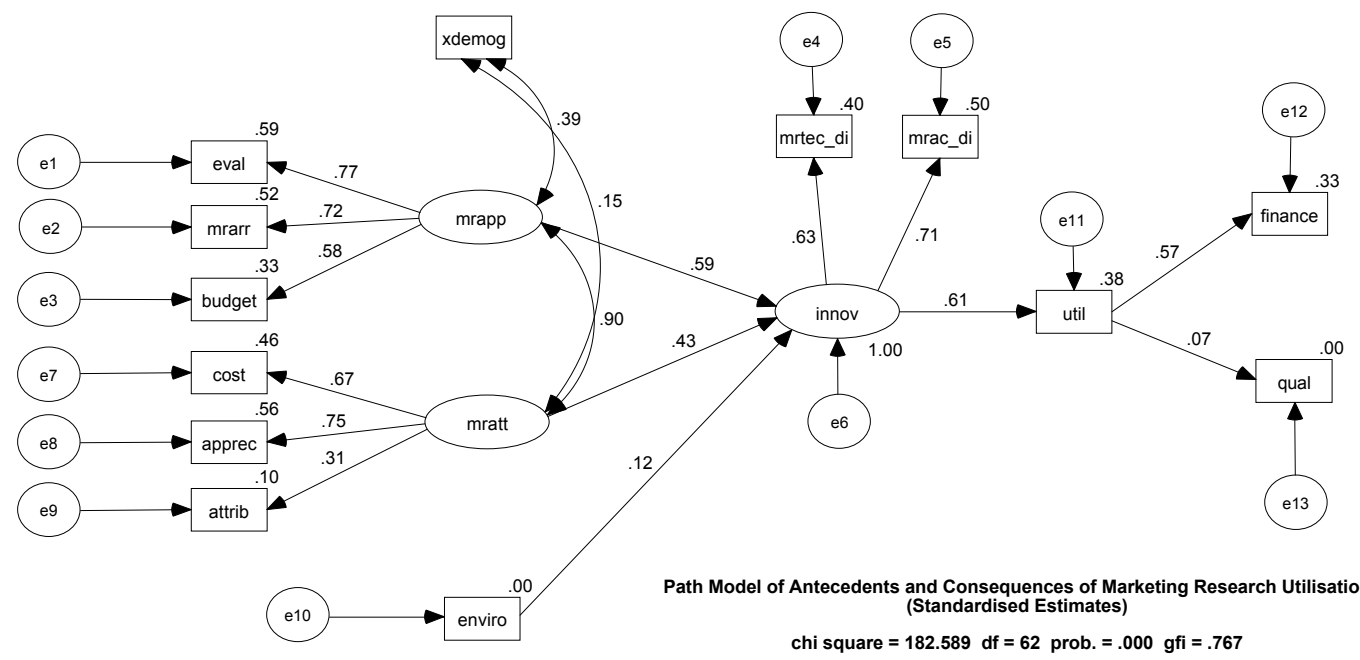 xdemog
e4
e5
.40
.50
e12
.39
mrtec_di
mrac_di
.59
e1
eval
.77
.33
.52
.15
e11
finance
e2
mrarr
.72
mrapp
.63
.71
.57
.58
.59
.33
.38
e3
budget
innov
.61
util
.90
.43
.07
.46
1.00
.00
e7
cost
.67
qual
.56
.75
mratt
e6
e8
apprec
.31
.12
.10
e9
attrib
e13
.00
e10
enviro
Path Model of Antecedents and Consequences of Marketing Research Utilisatio
(Standardised Estimates)
chi square = 182.589 df = 62 prob. = .000 gfi = .767